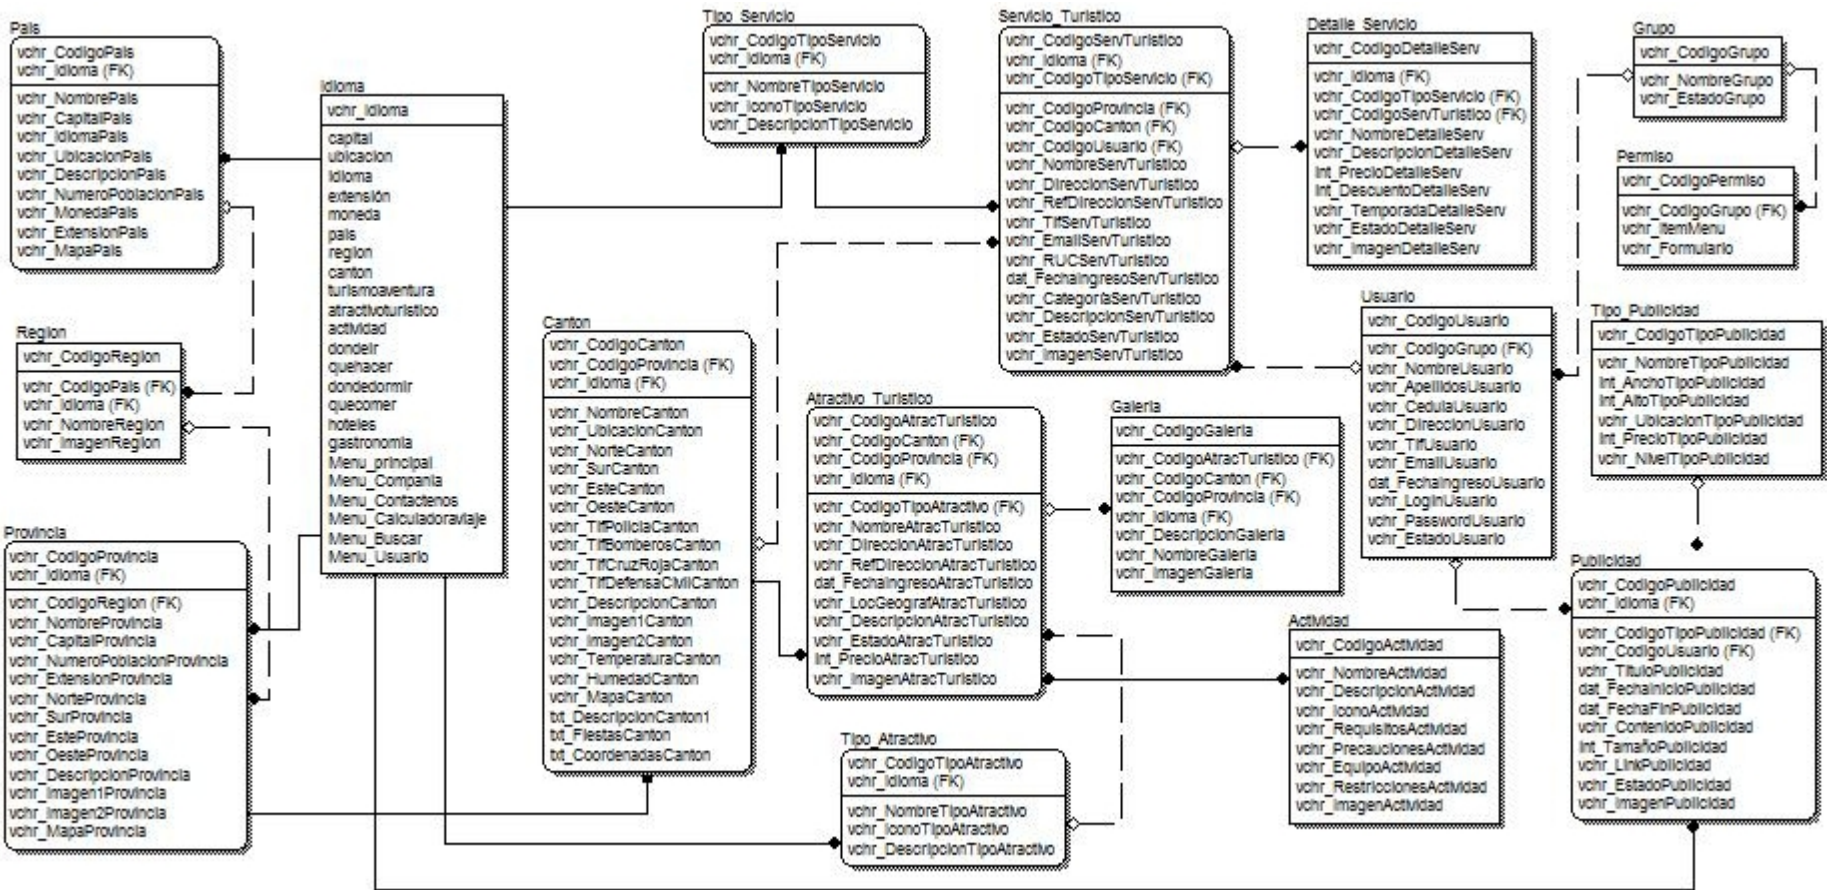 Pais
vchr_CodigoPais
vchr_Idioma (FK)
vchr_NombrePais
vchr_CapitalPais
vchr_IdiomaPais
vchr_UbicacionPais
vchr_DescripcionPais
vchr_NumeroPoblacionPais
vchr_MonedaPais
vchr_ExtensionPais
vchr_MapaPais
Region
vchr_CodigoRegion
vchr_CodigoPais (FK)
vchr_Idioma (FK)
vchr_NombreRegion
vchr_ImagenRegion
Provincia
vchr_CodigoProvincia
vchr_Idioma (FK)
vchr_CodigoRegion (FK)
vchr_NombreProvincia
vchr_CapitalProvincia
vchr_NumeroPoblacionProvincia
vchr_ExtensionProvincia
vchr_NorteProvincia
vchr_SurProvincia
vchr_EsteProvincia
vchr_OesteProvincia
vchr_DescripcionProvincia
vchr_Imagen1Provincia
vchr_Imagen2Provincia
vchr_MapaProvincia
Idioma
vchr_Idioma
capital
ubicacion
idioma
extensión
moneda
pais
region
canton
turismoaventura
atractivoturistico
actividad
dondeir
quehacer
dondedormir
quecomer
hoteles
gastronomia
Menu_principal
Menu_Compania
Menu_Contactenos
Menu_Calculadoraviaje
Menu_Buscar
Menu_Usuario
Tipo_Servicio
vchr_CodigoTipoServicio
vchr_Idioma (FK)
vchr_NombreTipoServicio
vchr_IconoTipoServicio
vchr_DescripcionTipoServicio
Canton
vchr_CodigoCanton
vchr_CodigoProvincia (FK)
vchr_Idioma (FK)
vchr_NombreCanton
vchr_UbicacionCanton
vchr_NorteCanton
vchr_SurCanton
vchr_EsteCanton
vchr_OesteCanton
vchr_TlfPoliciaCanton
vchr_TlfBomberosCanton
vchr_TlfCruzRojaCanton
vchr_TlfDefensaCivilCanton
vchr_DescripcionCanton
vchr_Imagen1Canton
vchr_Imagen2Canton
vchr_TemperaturaCanton
vchr_HumedadCanton
vchr_MapaCanton
txt_DescripcionCanton1
txt_FiestasCanton
txt_CoordenadasCanton
Servicio_Turistico
vchr_CodigoServTuristico
vchr_Idioma (FK)
vchr_CodigoTipoServicio (FK)
vchr_CodigoProvincia (FK)
vchr_CodigoCanton (FK)
vchr_CodigoUsuario (FK)
vchr_NombreServTuristico
vchr_DireccionServTuristico
vchr_RefDireccionServTuristico
vchr_TlfServTuristico
vchr_EmailServTuristico
vchr_RUCServTuristico
dat_FechaIngresoServTuristico
vchr_CategoríaServTuristico
vchr_DescripcionServTuristico
vchr_EstadoServTuristico
vchr_ImagenServTuristico
Atractivo_Turistico
vchr_CodigoAtracTuristico
vchr_CodigoCanton (FK)
vchr_CodigoProvincia (FK)
vchr_Idioma (FK)
vchr_CodigoTipoAtractivo (FK)
vchr_NombreAtracTuristico
vchr_DireccionAtracTuristico
vchr_RefDireccionAtracTuristico
dat_FechaIngresoAtracTuristico
vchr_LocGeografAtracTuristico
vchr_DescripcionAtracTuristico
vchr_EstadoAtracTuristico
int_PrecioAtracTuristico
vchr_ImagenAtracTuristico
Tipo_Atractivo
vchr_CodigoTipoAtractivo
vchr_Idioma (FK)
vchr_NombreTipoAtractivo
vchr_IconoTipoAtractivo
vchr_DescripcionTipoAtractivo
Detalle_Servicio
vchr_CodigoDetalleServ
vchr_Idioma (FK)
vchr_CodigoTipoServicio (FK)
vchr_CodigoServTuristico (FK)
vchr_NombreDetalleServ
vchr_DescripcionDetalleServ
int_PrecioDetalleServ
int_DescuentoDetalleServ
vchr_TemporadaDetalleServ
vchr_EstadoDetalleServ
vchr_ImagenDetalleServ
Galeria
vchr_CodigoGaleria
vchr_CodigoAtracTuristico (FK)
vchr_CodigoCanton (FK)
vchr_CodigoProvincia (FK)
vchr_Idioma (FK)
vchr_DescripcionGaleria
vchr_NombreGaleria
vchr_ImagenGaleria
Actividad
vchr_CodigoActividad
vchr_NombreActividad
vchr_DescripcionActividad
vchr_IconoActividad
vchr_RequisitosActividad
vchr_PrecaucionesActividad
vchr_EquipoActividad
vchr_RestriccionesActividad
vchr_ImagenActividad
Usuario
vchr_CodigoUsuario
vchr_CodigoGrupo (FK)
vchr_NombreUsuario
vchr_ApellidosUsuario
vchr_CedulaUsuario
vchr_DireccionUsuario
vchr_TlfUsuario
vchr_EmailUsuario
dat_FechaIngresoUsuario
vchr_LoginUsuario
vchr_PasswordUsuario
vchr_EstadoUsuario
Grupo
vchr_CodigoGrupo
vchr_NombreGrupo
vchr_EstadoGrupo
Permiso
vchr_CodigoPermiso
vchr_CodigoGrupo (FK)
vchr_ItemMenu
vchr_Formulario
Tipo_Publicidad
vchr_CodigoTipoPublicidad
vchr_NombreTipoPublicidad
int_AnchoTipoPublicidad
int_AltoTipoPublicidad
vchr_UbicacionTipoPublicidad
int_PrecioTipoPublicidad
vchr_NivelTipoPublicidad
Publicidad
vchr_CodigoPublicidad
vchr_Idioma (FK)
vchr_CodigoTipoPublicidad (FK)
vchr_CodigoUsuario (FK)
vchr_TituloPublicidad
dat_FechaInicioPublicidad
dat_FechaFinPublicidad
vchr_ContenidoPublicidad
int_TamañoPublicidad
vchr_LinkPublicidad
vchr_EstadoPublicidad
vchr_ImagenPublicidad